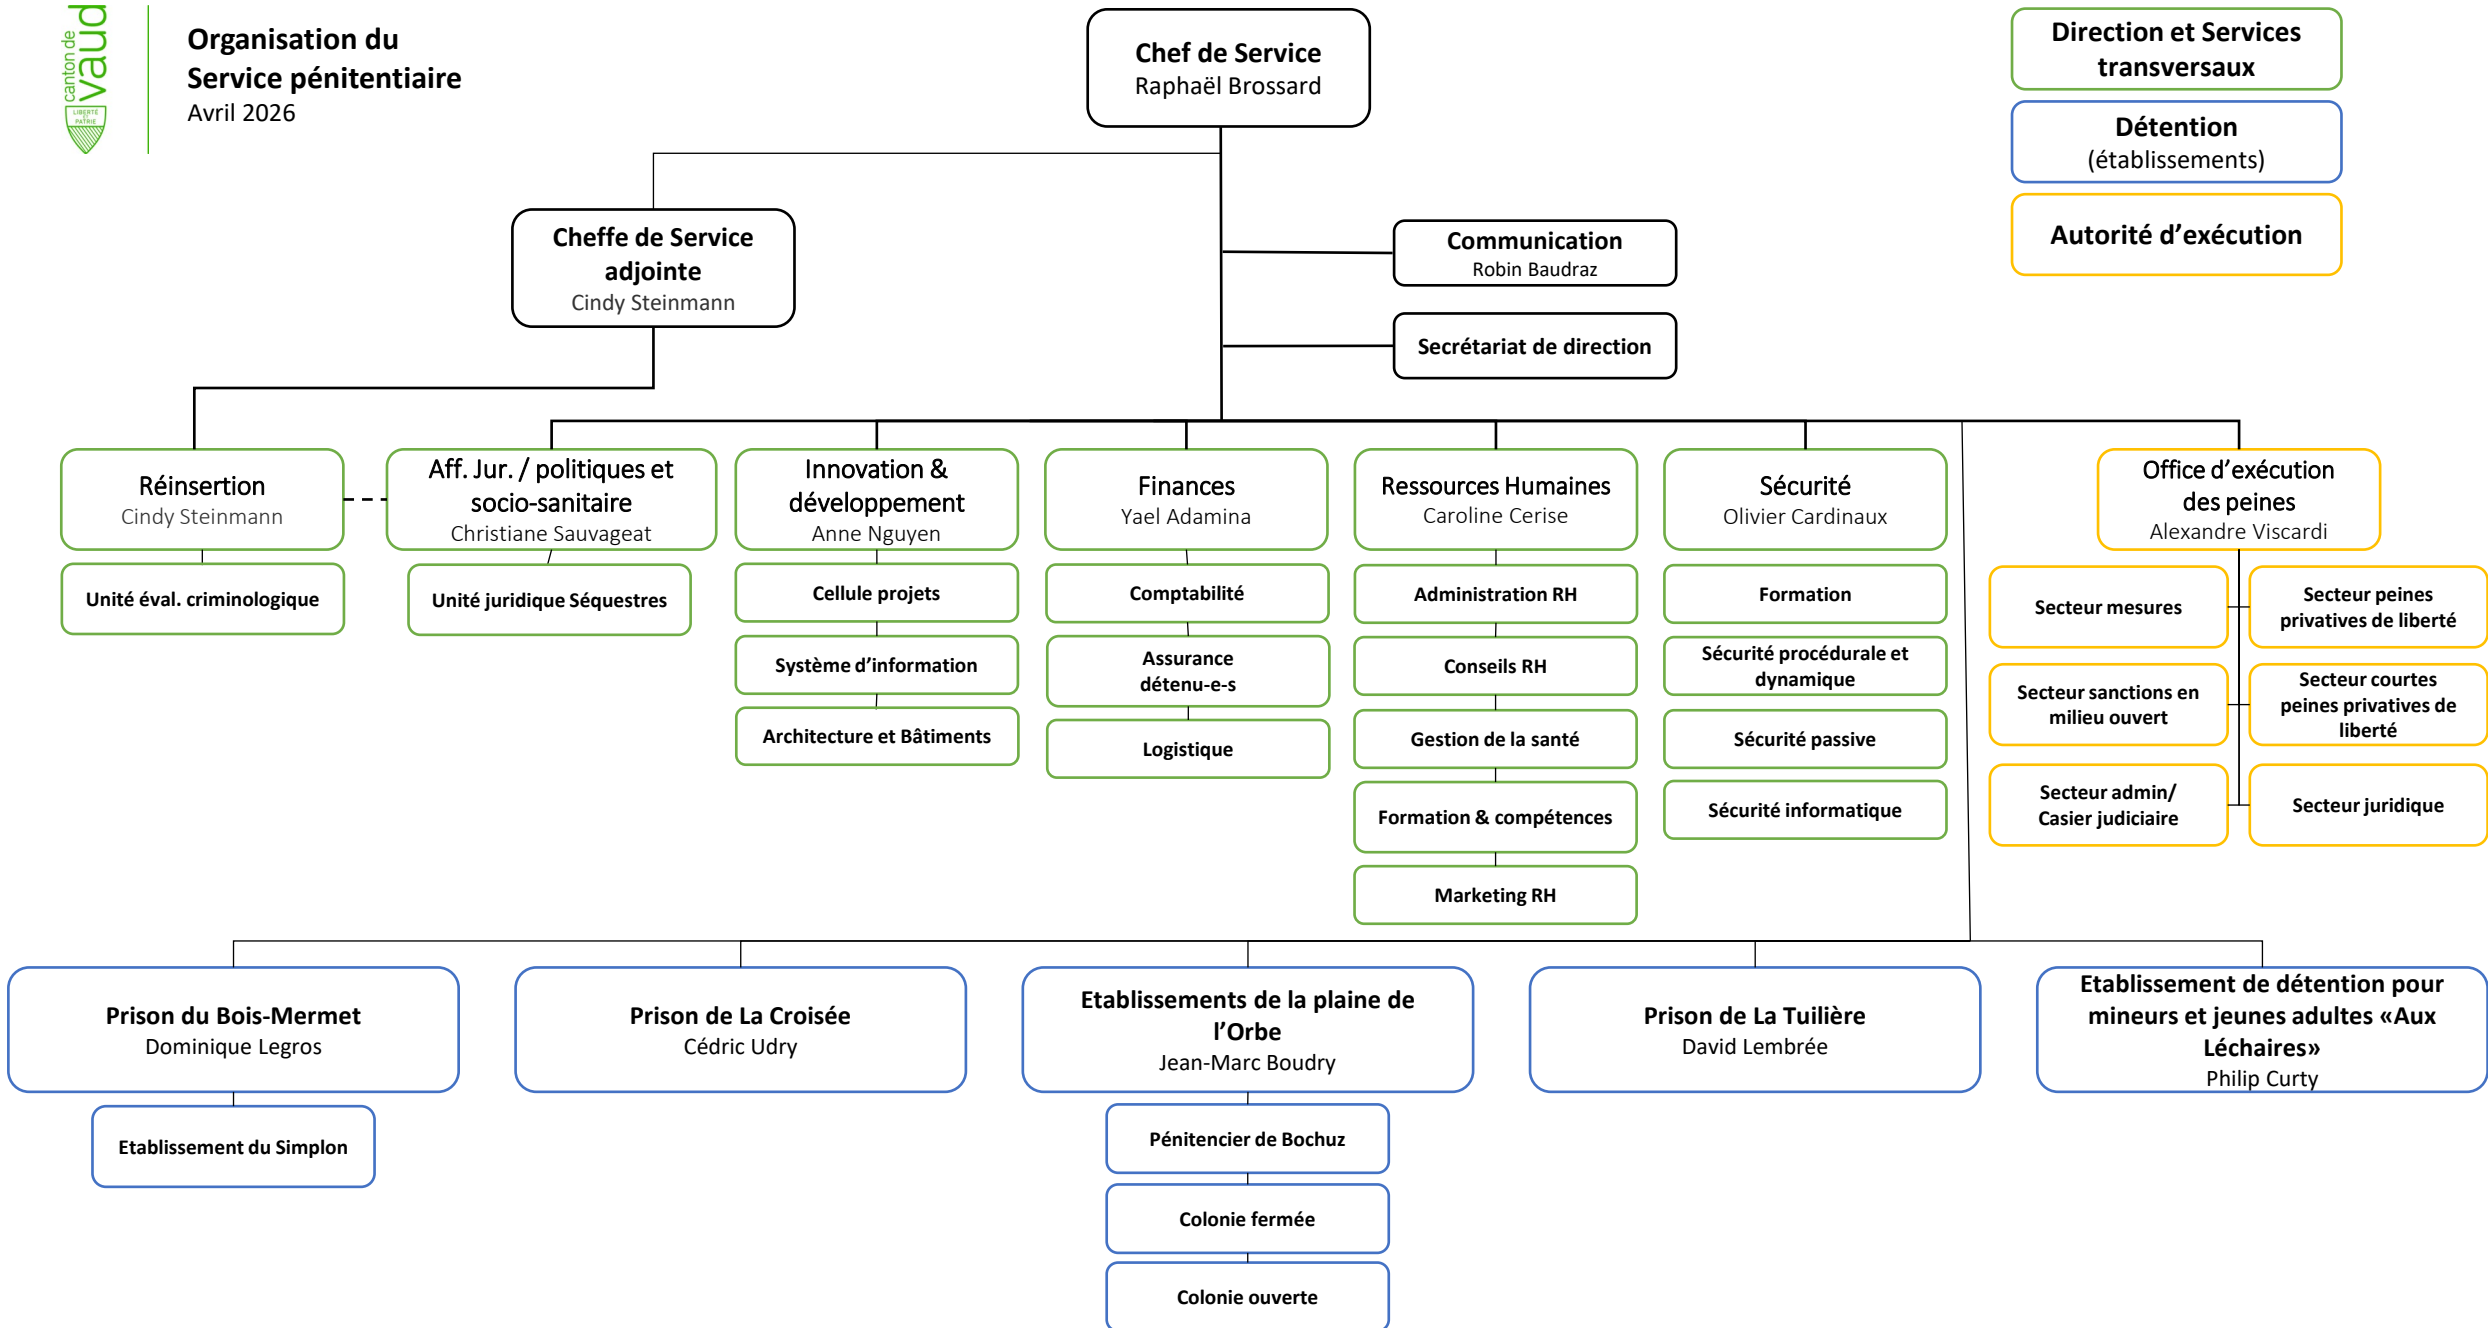 canton de
vaud
LIBERTÉ
ET
PATRIE
Organisation du
Service pénitentiaire
Avril 2026
Chef de Service
Raphaël Brossard
Direction et Services
transversaux
Détention
(établissements)
Autorité d’exécution
Cheffe de Service
adjointe
Cindy Steinmann
Communication
Robin Baudraz
Secrétariat de direction
Réinsertion
Cindy Steinmann
Aff. Jur. / politiques et
socio-sanitaire
Christiane Sauvageat
Innovation &
développement
Anne Nguyen
Finances
Yael Adamina
Ressources Humaines
Caroline Cerise
Sécurité
Olivier Cardinaux
Office d’exécution
des peines
Alexandre Viscardi
Unité éval. criminologique
Unité juridique Séquestres
Cellule projets
Système d’information
Architecture et Bâtiments
Comptabilité
Assurance
détenu-e-s
Logistique
Administration RH
Conseils RH
Gestion de la santé
Formation & compétences
Marketing RH
Formation
Sécurité procédurale et
dynamique
Sécurité passive
Sécurité informatique
Secteur mesures
Secteur peines
privatives de liberté
Secteur sanctions en
milieu ouvert
Secteur courtes
peines privatives de
liberté
Secteur admin/
Casier judiciaire
Secteur juridique
Prison du Bois-Mermet
Dominique Legros
Prison de La Croisée
Cédric Udry
Etablissements de la plaine de
l’Orbe
Jean-Marc Boudry
Prison de La Tuilière
David Lembrée
Etablissement de détention pour
mineurs et jeunes adultes «Aux
Léchaires»
Philip Curty
Etablissement du Simplon
Pénitencier de Bochuz
Colonie fermée
Colonie ouverte